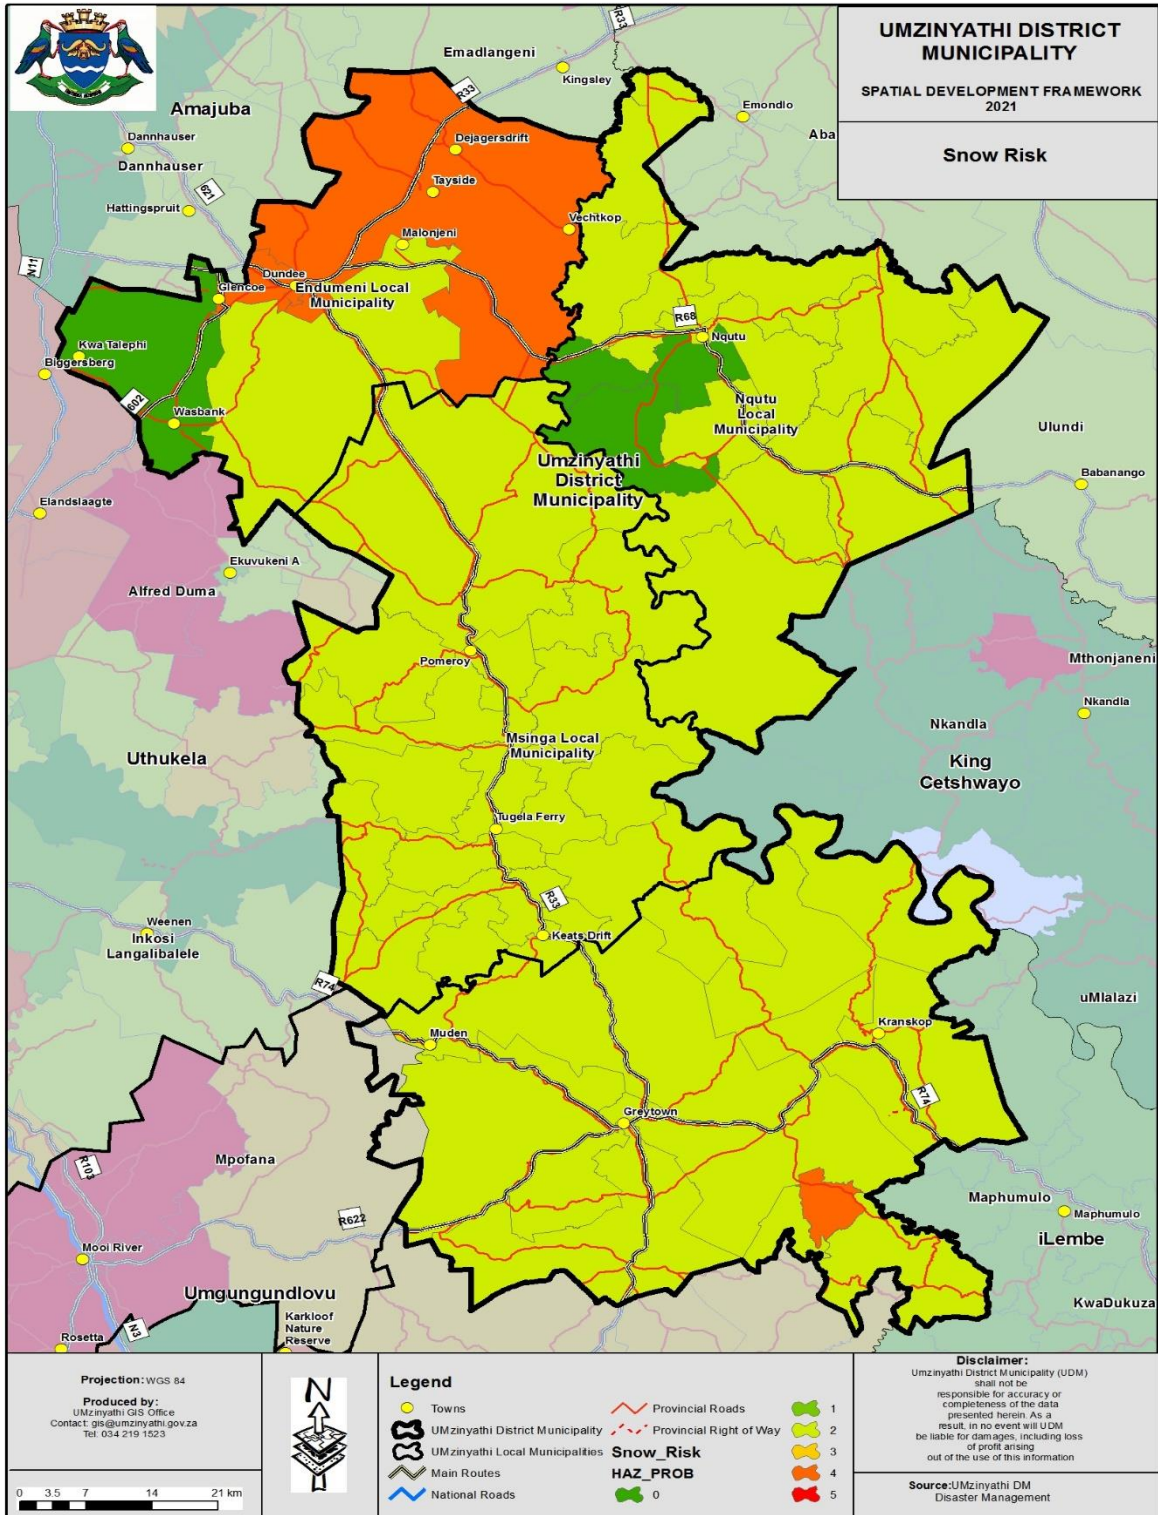 UMZINYATHI DISTRICT
MUNICIPALITY
SPATIAL DEVELOPMENT FRAMEWORK
2021
Snow Risk
R33
Emadlangeni
Kingsley
R33
Emondlo
Aba
Amajuba
Dannhauser
Dannhauser
621
Hattingspruit
Dejagersdrift
Tayside
Vechtkop
Malonjeni
N11
Dundee
Glencoe
Endumeni Local
Municipality
R68
Nqutu
Kwa Talephi
Biggersberg
602
Wasbank
Nqutu
Local
Municipality
Ulundi
Umzinyathi
District
Municipality
Babanango
Elandslaagte
Ekuvukeni A
Alfred Duma
Pomeroy
Mthonjaneni
Nkandla
Nkandla
Msinga Local
Municipality
Uthukela
King
Cetshwayo
Tugela Ferry
R33
Keats Drift
Weenen
Inkosi
Langalibalele
R74
uMlalazi
Muden
Kranskop
R74
Greytown
R103
Mpofana
R622
Maphumulo
Maphumulo
iLembe
Mooi River
Umgungundlovu
KwaDukuza
Karkloof
Nature
Reserve
Rosetta
N3
Projection: WGS 84
Produced by:
UMzinyathi GIS Office
Contact: gis@umzinyathi.gov.za
Tel: 034 219 1523
0 3.5 7 14 21 km
N
Legend
Towns
UMzinyathi District Municipality
UMzinyathi Local Municipalities
Main Routes
National Roads
Provincial Roads
Provincial Right of Way
Snow_Risk
HAZ_PROB
0
1
2
3
4
5
Disclaimer:
Umzinyathi District Municipality (UDM)
shall not be
responsible for accuracy or
completeness of the data
presented herein. As a
result, in no event will UDM
be liable for damages, including loss
of profit arising
out of the use of this information
Source:UMzinyathi DM
Disaster Management